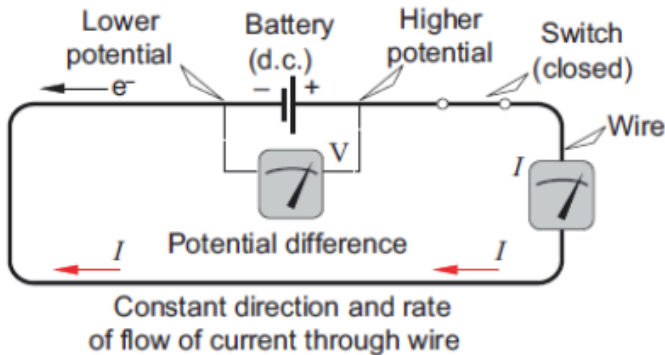 Lower
potential
Battery
(d.c.)
Higher
potential
Switch
(closed)
e⁻
– +
Wire
V
I
Potential difference
I I
Constant direction and rate
of flow of current through wire